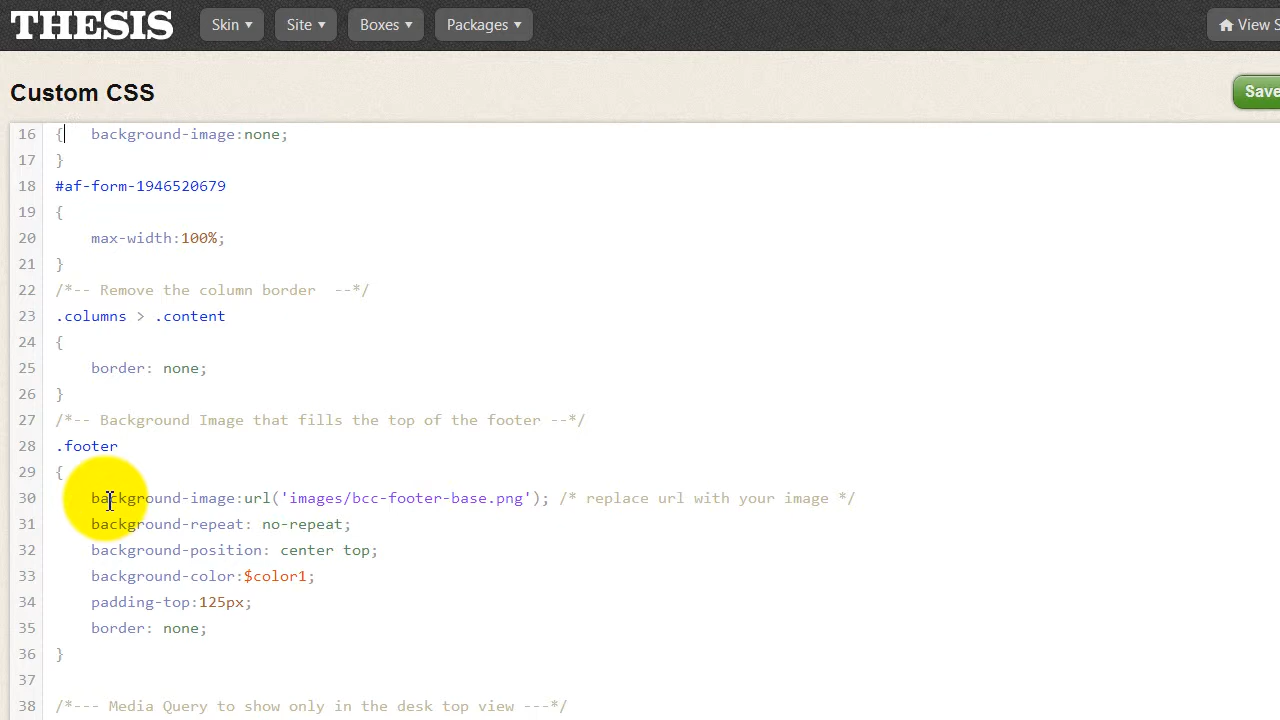 THESIS Skin ▾ Site ▾ Boxes ▾ Packages ▾ View S
Custom CSS Save
16 { background-image:none;
17 }
18 #af-form-1946520679
19 {
20 max-width:100%;
21 }
22 /*-- Remove the column border --*/
23 .columns > .content
24 {
25 border: none;
26 }
27 /*-- Background Image that fills the top of the footer --*/
28 .footer
29 {
30 background-image:url('images/bcc-footer-base.png'); /* replace url with your image */
31 background-repeat: no-repeat;
32 background-position: center top;
33 background-color:$color1;
34 padding-top:125px;
35 border: none;
36 }
37
38 /*--- Media Query to show only in the desk top view ---*/